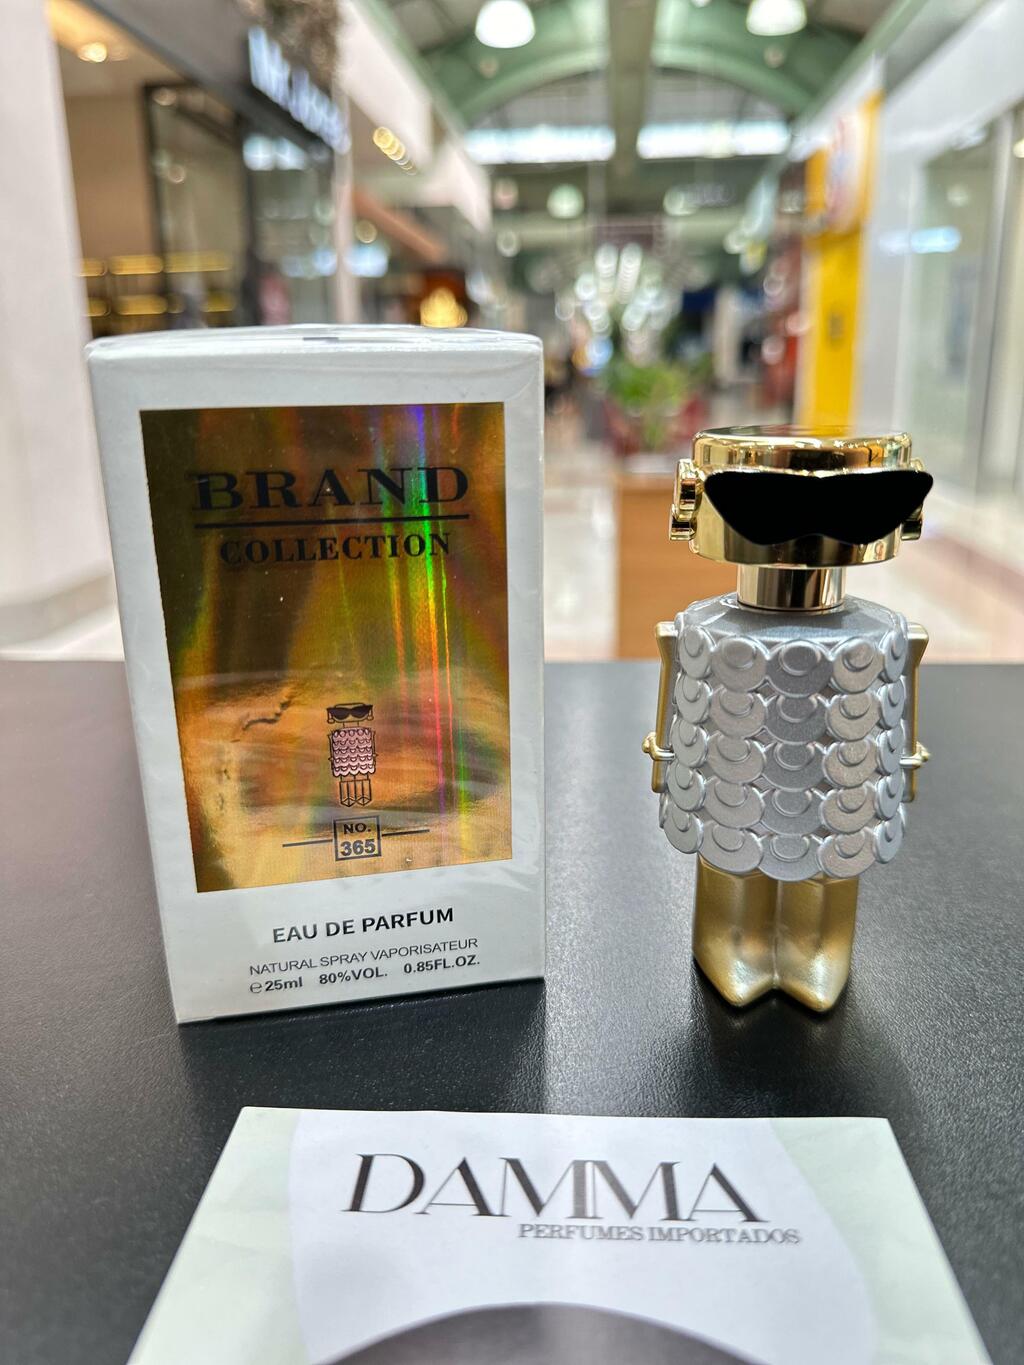 BRAND
COLLECTION
NO.
365
EAU DE PARFUM
NATURAL SPRAY VAPORISATEUR
℮25ml 80%VOL. 0.85FL.OZ.
DAMMA
PERFUMES IMPORTADOS